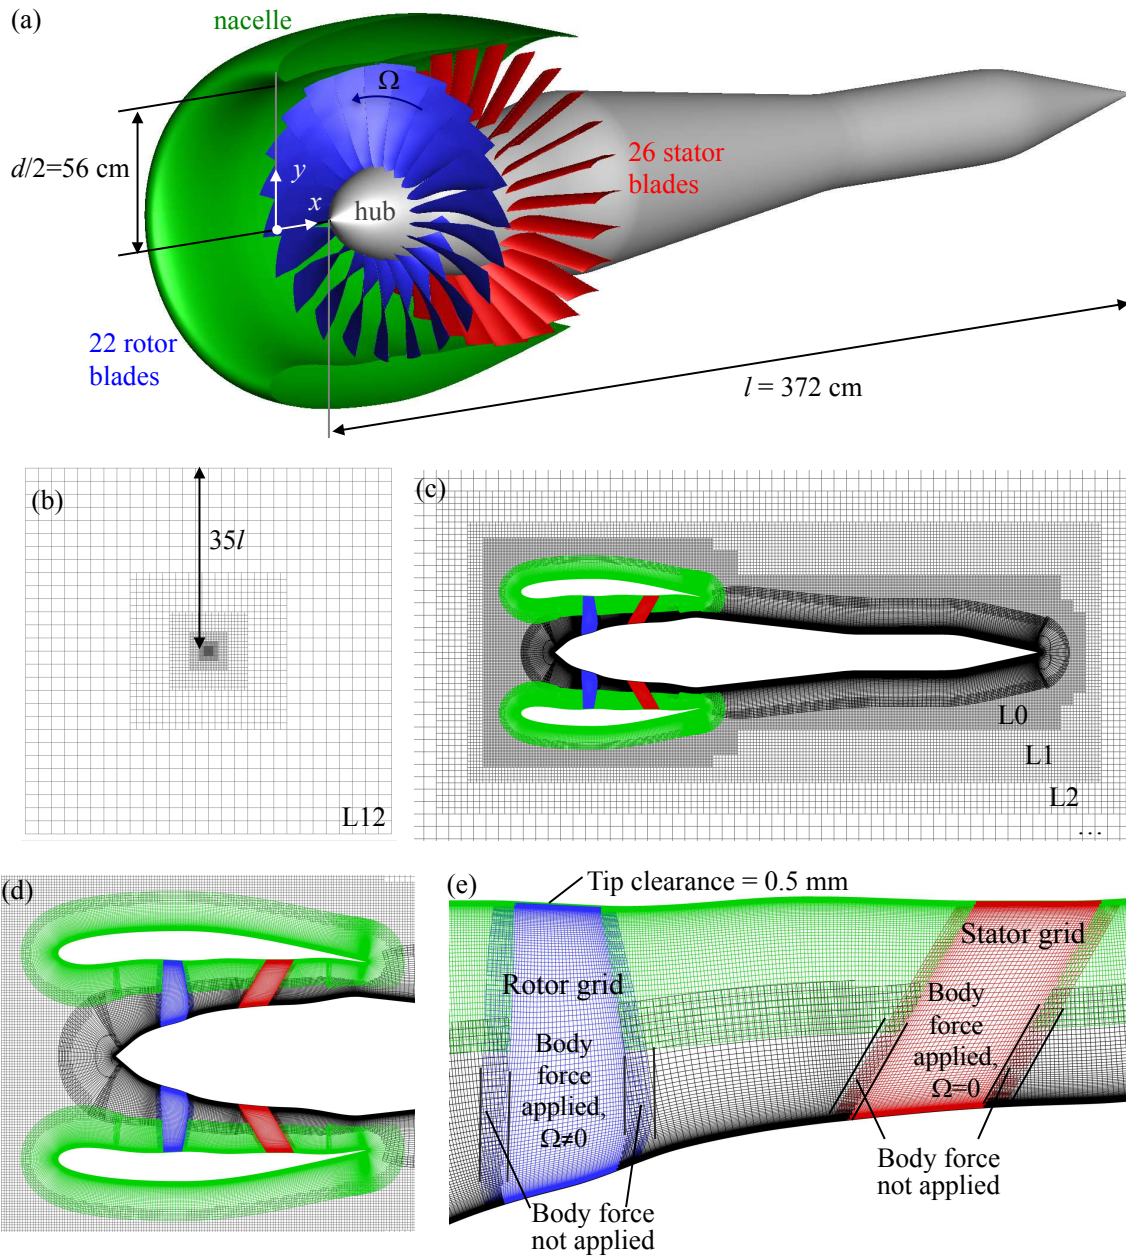 (a)
nacelle
Ω
d/2=56 cm
y
x
hub
26 stator
blades
22 rotor
blades
l = 372 cm
(b)
35l
L12
(c)
L0
L1
L2
...
(d)
(e)
Tip clearance = 0.5 mm
Stator grid
Rotor grid
Body
force
applied,
Ω≠0
Body
force
applied,
Ω=0
Body force
not applied
Body force
not applied